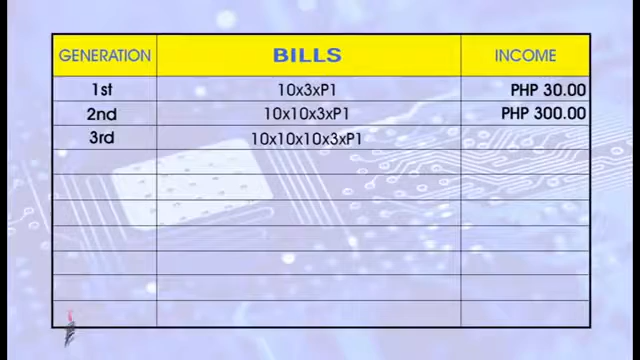 GENERATION BILLS INCOME
1st 10x3xP1 PHP 30.00
2nd 10x10x3xP1 PHP 300.00
3rd 10x10x10x3xP1